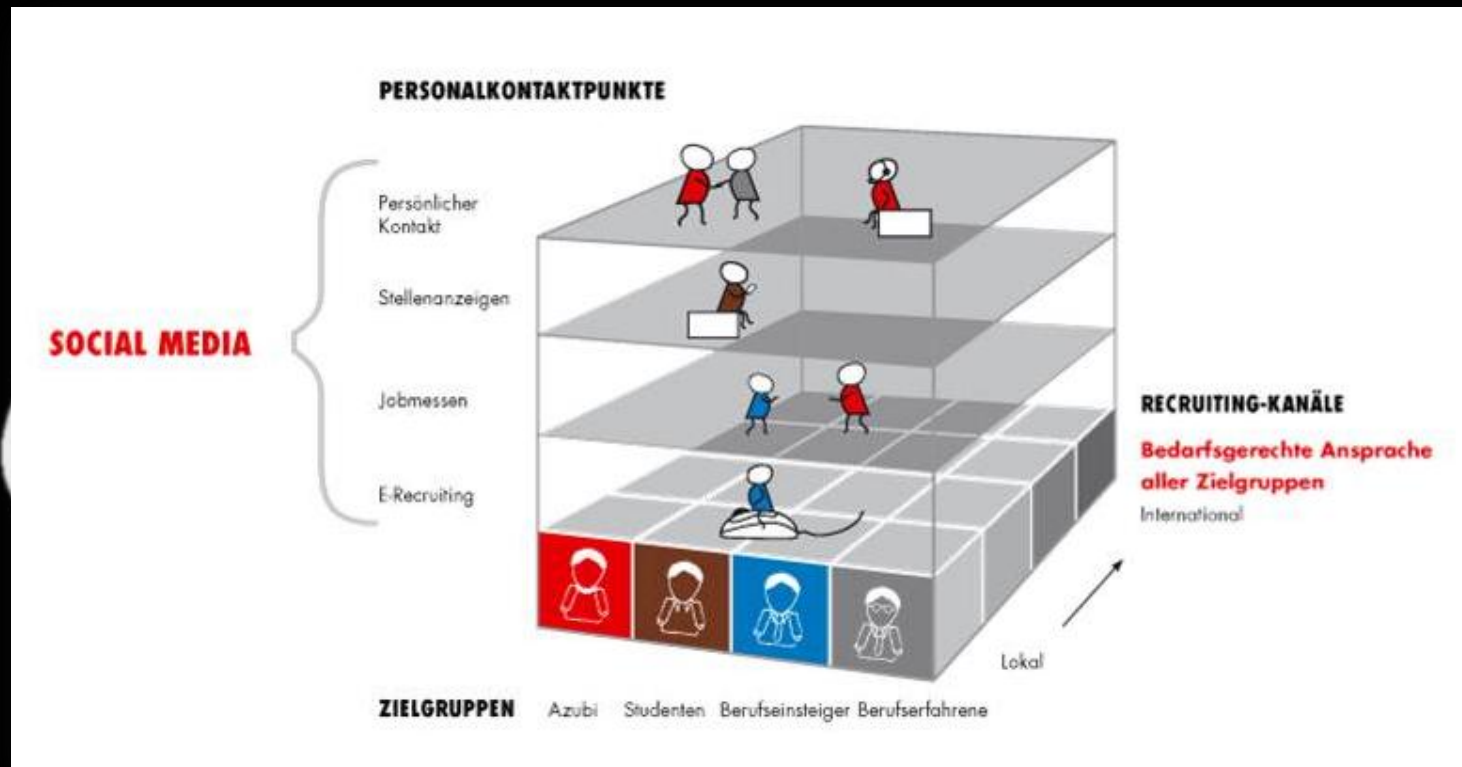 PERSONALKONTAKTPUNKTE
Persönlicher
Kontakt
Stellenanzeigen
SOCIAL MEDIA
Jobmessen
E-Recruiting
RECRUITING-KANÄLE
Bedarfsgerechte Ansprache
aller Zielgruppen
International
Lokal
ZIELGRUPPEN Azubi Studenten Berufseinsteiger Berufserfahrene